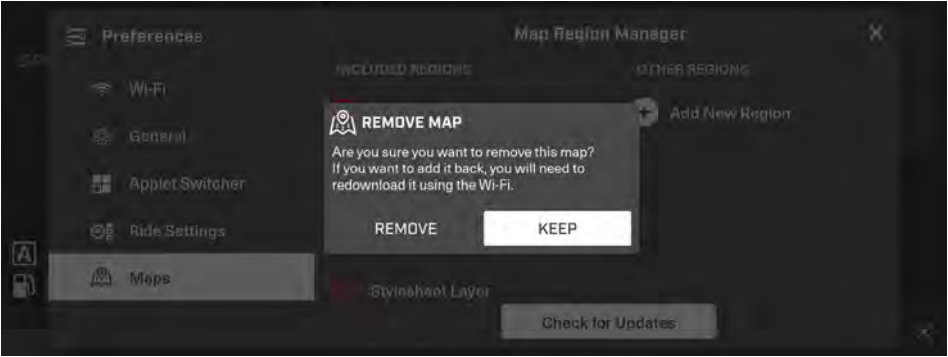 Preferences
Map Region Manager
INCLUDED REGIONS
OTHER REGIONS
Wi-Fi
Add New Region
General
Applet Switcher
Ride Settings
Maps
REMOVE MAP
Are you sure you want to remove this map?
If you want to add it back, you will need to
redownload it using the Wi-Fi.
REMOVE
KEEP
A
Stylesheet Layer
Check for Updates